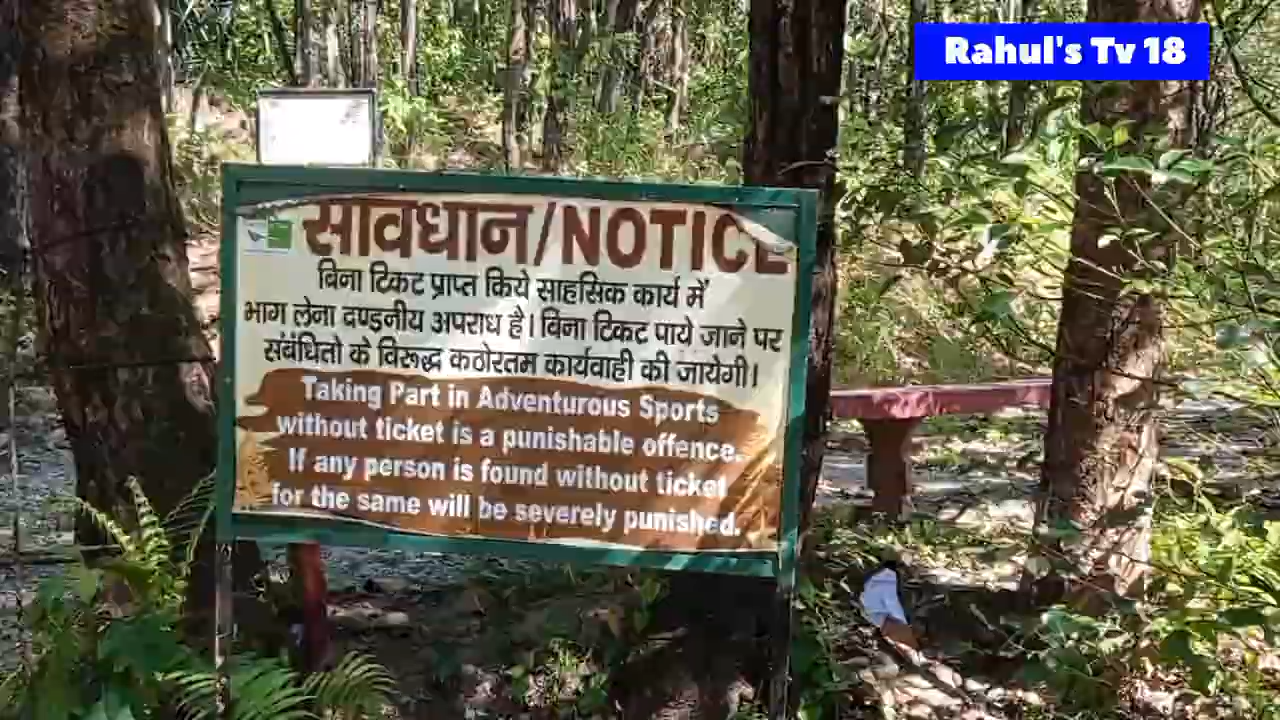 Rahul's Tv 18
सावधान/NOTICE
बिना टिकट प्राप्त किये साहसिक कार्य में
भाग लेना दण्डनीय अपराध है। बिना टिकट पाये जाने पर
संबंधितो के विरूद्ध कठोरतम कार्यवाही की जायेगी।
Taking Part in Adventurous Sports
without ticket is a punishable offence.
If any person is found without ticket
for the same will be severely punished.